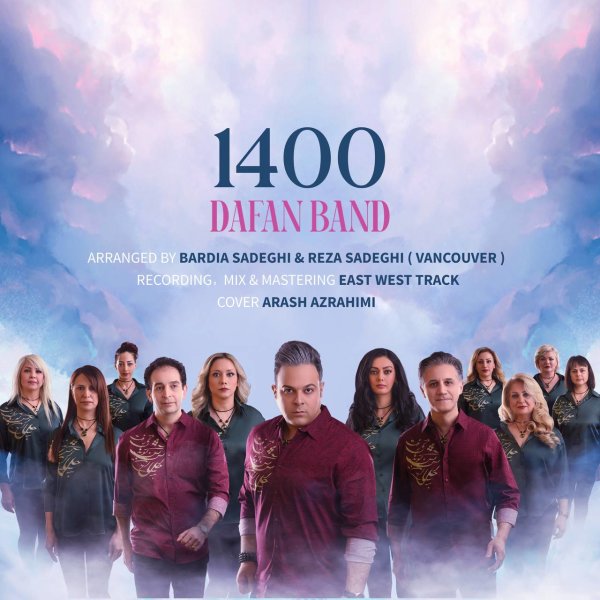 1400
DAFAN BAND
ARRANGED BY BARDIA SADEGHI & REZA SADEGHI ( VANCOUVER )
RECORDING, MIX & MASTERING EAST WEST TRACK
COVER ARASH AZRAHIMI